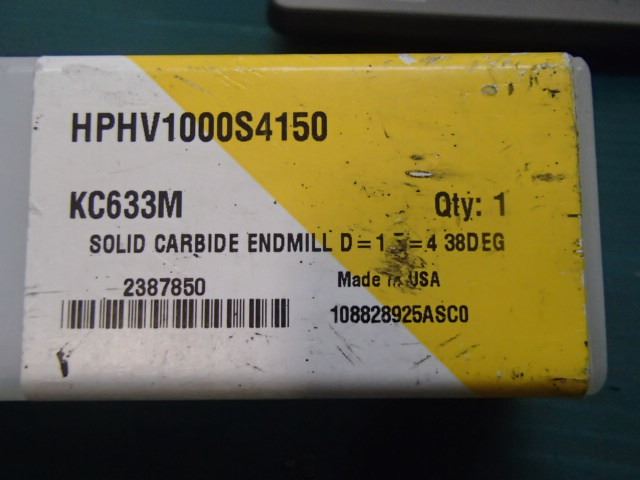 HPHV1000S4150
KC633M Qty: 1
SOLID CARBIDE ENDMILL D=1 =4 38DEG
2387850 Made in USA
108828925ASC0